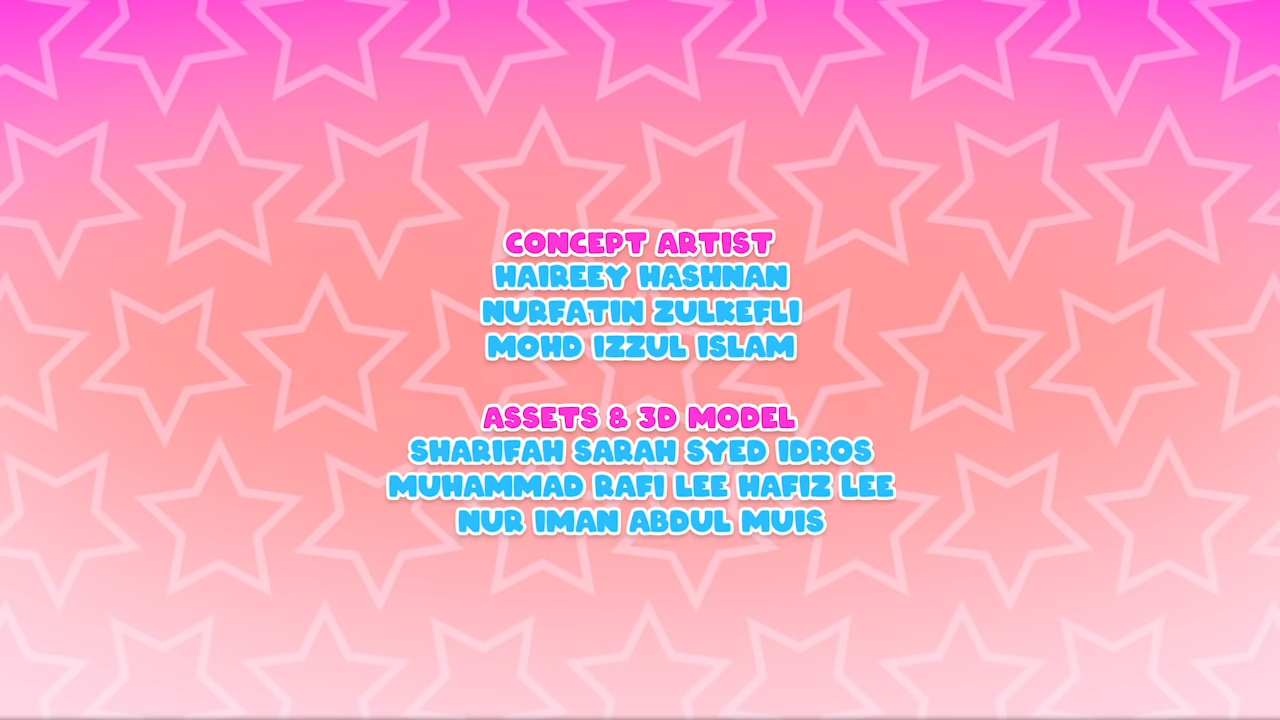 CONCEPT ARTIST
HAIREEY HASHNAN
NURFATIN ZULKEFLI
MOHD IZZUL ISLAM
ASSETS & 3D MODEL
SHARIFAH SARAH SYED IDROS
MUHAMMAD RAFI LEE HAFIZ LEE
NUR IMAN ABDUL MUIS